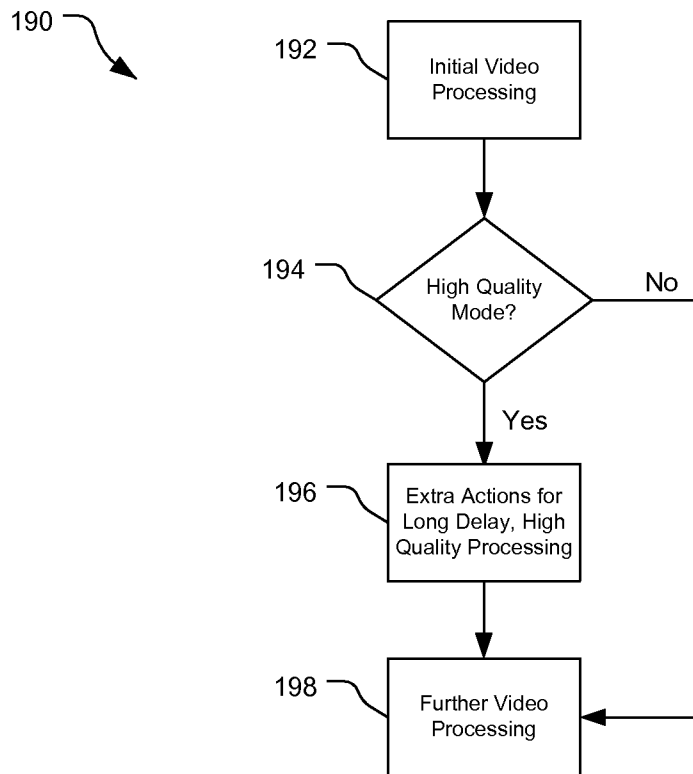 190
192
Initial Video
Processing
194
High Quality
Mode?
No
Yes
196
Extra Actions for
Long Delay, High
Quality Processing
198
Further Video
Processing